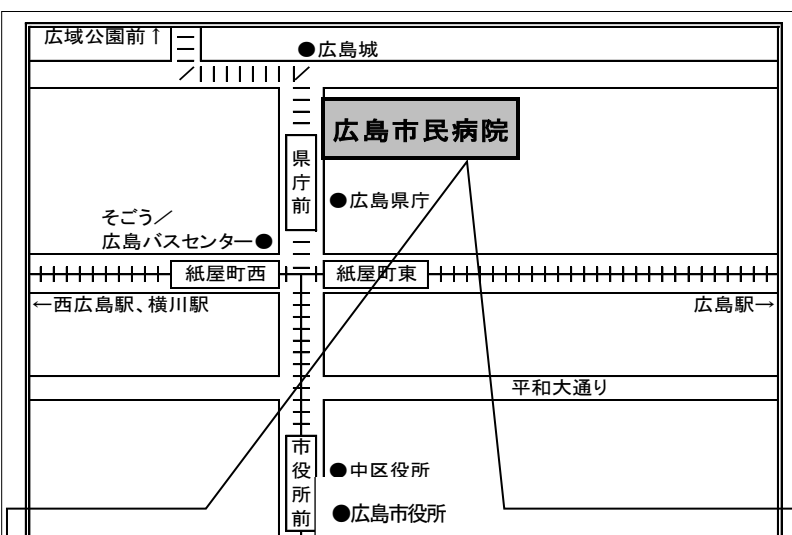 広域公園前↑
●広島城
広島市民病院
県庁前
●広島県庁
そごう／
広島バスセンター●
紙屋町西
紙屋町東
←西広島駅、横川駅
広島駅→
平和大通り
市役所前
●中区役所
●広島市役所